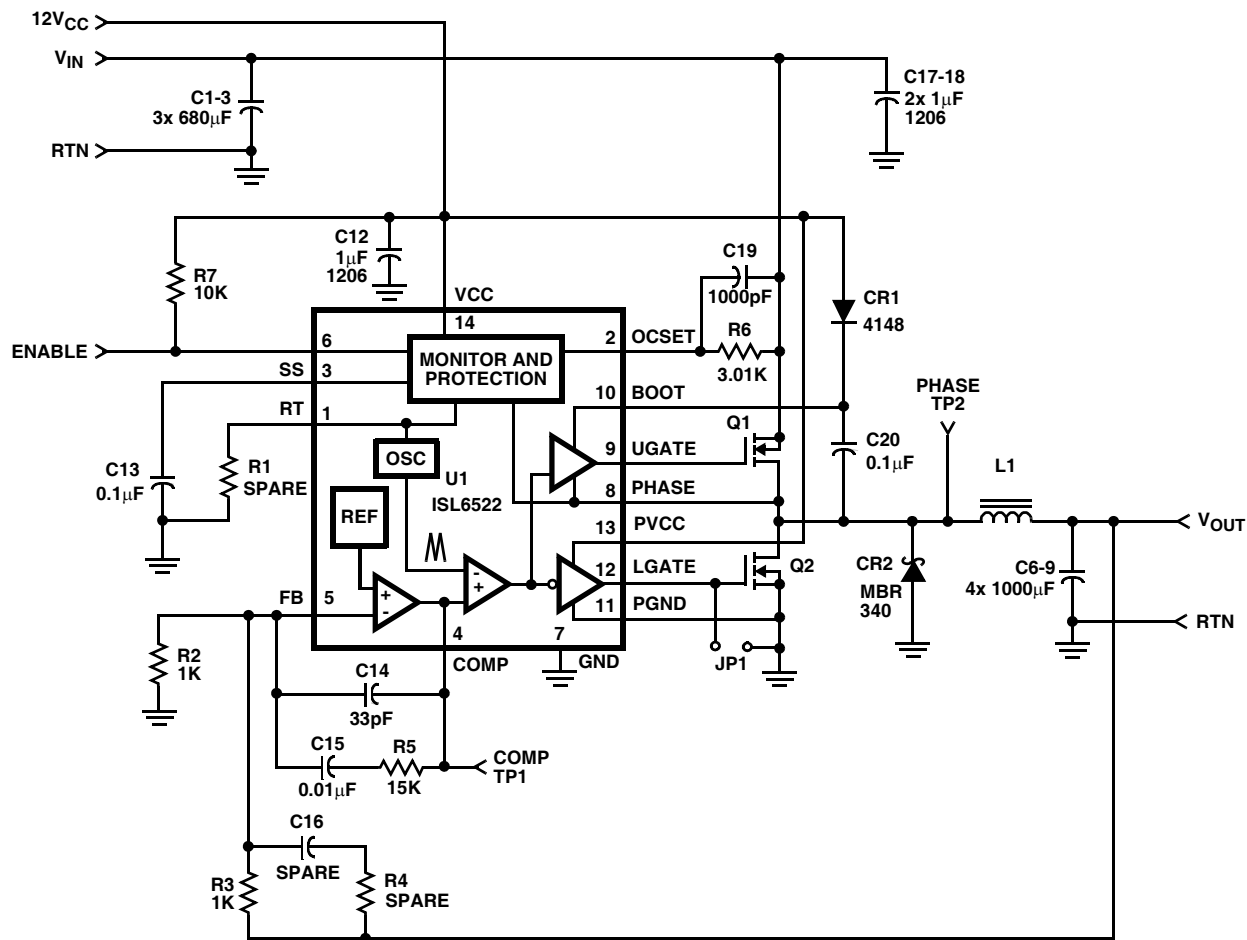 12VCC
VIN
C1-3
3x 680µF
RTN
C17-18
2x 1µF
1206
C12
1µF
1206
R7
10K
C19
1000pF
CR1
4148
VCC
14
ENABLE
6
MONITOR AND
PROTECTION
2
OCSET
R6
3.01K
SS
3
10
BOOT
PHASE
TP2
RT
1
Q1
C13
0.1µF
R1
SPARE
OSC
U1
ISL6522
9
UGATE
C20
0.1µF
L1
REF
8
PHASE
13
PVCC
VOUT
12
LGATE
Q2
CR2
MBR
340
C6-9
4x 1000µF
-
+
+
-
FB
5
11
PGND
RTN
4
7
COMP
GND
JP1
R2
1K
C14
33pF
C15
0.01µF
R5
15K
COMP
TP1
C16
SPARE
R3
1K
R4
SPARE